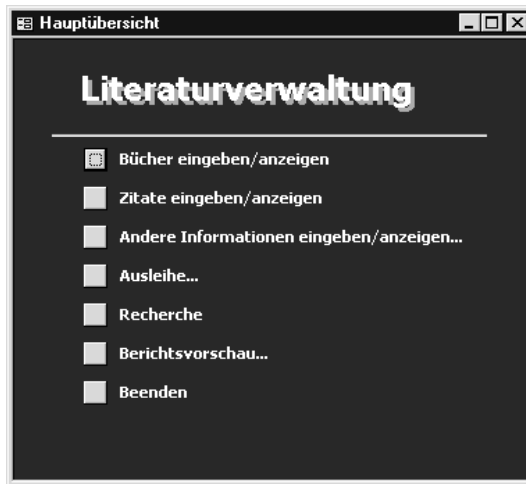 Hauptübersicht
Literaturverwaltung
Bücher eingeben/anzeigen
Zitate eingeben/anzeigen
Andere Informationen eingeben/anzeigen...
Ausleihe...
Recherche
Berichtsvorschau...
Beenden